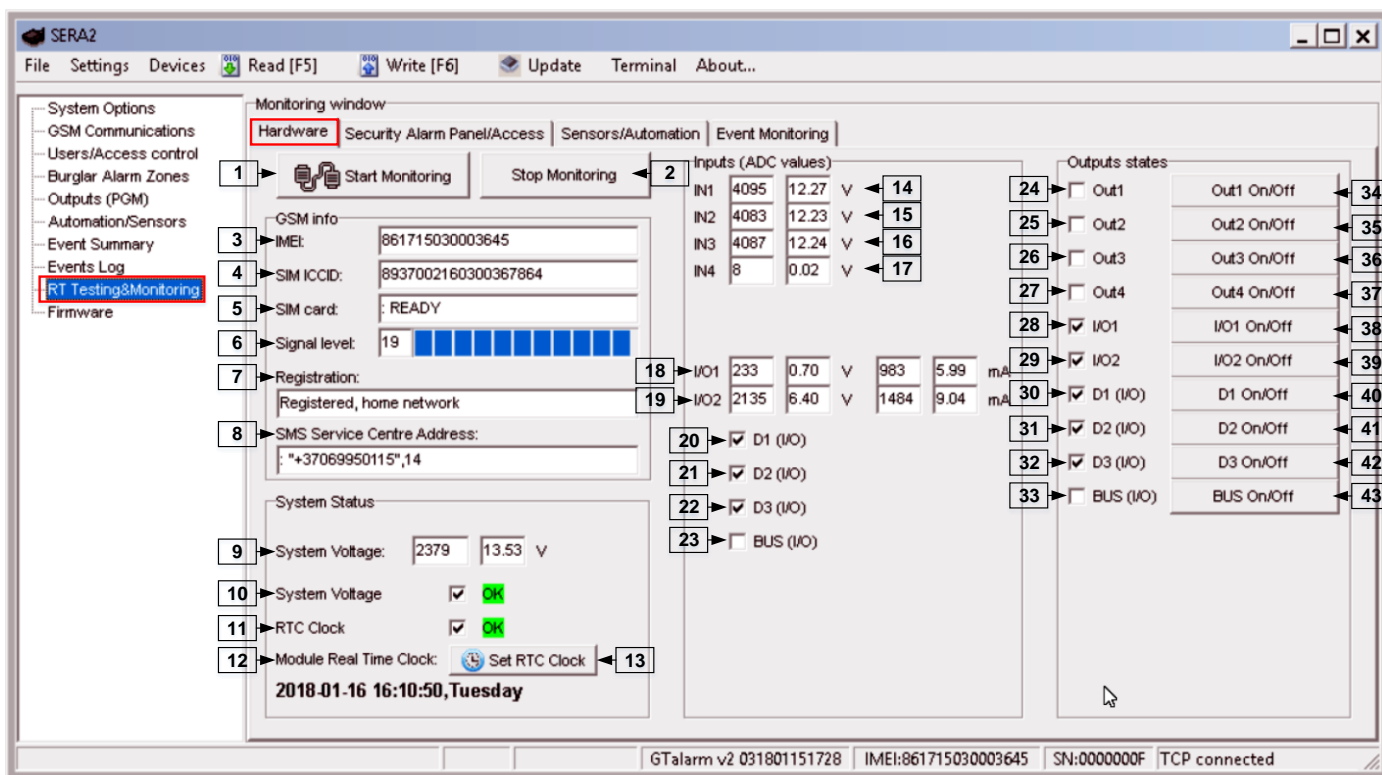 SERA2
File Settings Devices Read [F5] Write [F6] Update Terminal About...
System Options
GSM Communications
Users/Access control
Burglar Alarm Zones
Outputs (PGM)
Automation/Sensors
Event Summary
Events Log
RT Testing&Monitoring
Firmware
Monitoring window
Hardware Security Alarm Panel/Access Sensors/Automation Event Monitoring
1 Start Monitoring Stop Monitoring 2
GSM info
3 IMEI: 861715030003645
4 SIM ICCID: 8937002160300367864
5 SIM card: : READY
6 Signal level: 19
7 Registration:
Registered, home network
8 SMS Service Centre Address:
: "+37069950115",14
System Status
9 System Voltage: 2379 13.53 V
10 System Voltage OK
11 RTC Clock OK
12 Module Real Time Clock: Set RTC Clock 13
2018-01-16 16:10:50,Tuesday
Inputs (ADC values)
IN1 4095 12.27 V 14
IN2 4083 12.23 V 15
IN3 4087 12.24 V 16
IN4 8 0.02 V 17
18 I/O1 233 0.70 V 983 5.99 mA
19 I/O2 2135 6.40 V 1484 9.04 mA
20 D1 (I/O)
21 D2 (I/O)
22 D3 (I/O)
23 BUS (I/O)
Outputs states
24 Out1 Out1 On/Off 34
25 Out2 Out2 On/Off 35
26 Out3 Out3 On/Off 36
27 Out4 Out4 On/Off 37
28 I/O1 I/O1 On/Off 38
29 I/O2 I/O2 On/Off 39
30 D1 (I/O) D1 On/Off 40
31 D2 (I/O) D2 On/Off 41
32 D3 (I/O) D3 On/Off 42
33 BUS (I/O) BUS On/Off 43
GTalarm v2 031801151728 IMEI:861715030003645 SN:0000000F TCP connected